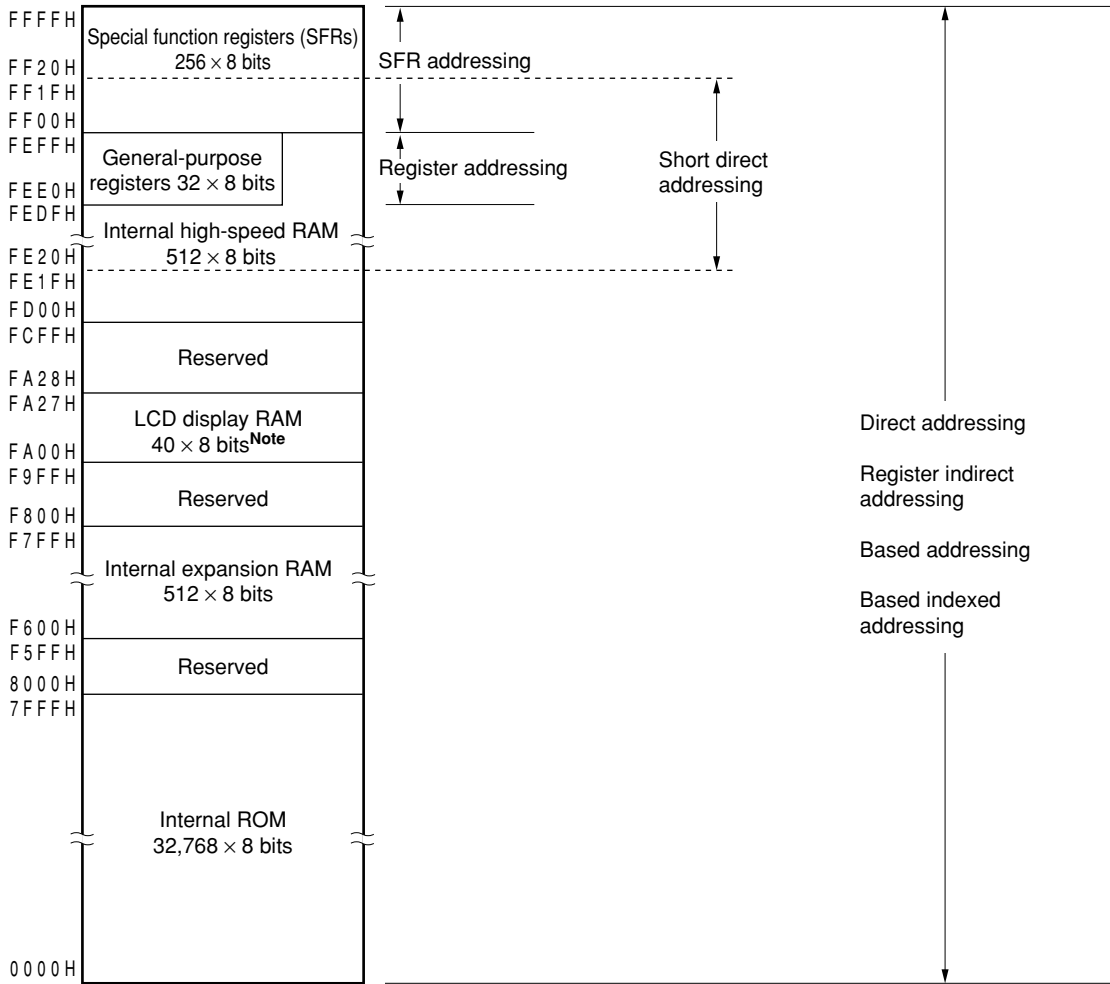 FFFFH
Special function registers (SFRs)
256 × 8 bits
SFR addressing
FF20H
FF1FH
FF00H
FEFFH
General-purpose
registers 32 × 8 bits
Register addressing
Short direct
addressing
FEE0H
FEDFH
Internal high-speed RAM
512 × 8 bits
FE20H
FE1FH
FD00H
FCFFH
Reserved
FA28H
FA27H
LCD display RAM
40 × 8 bitsNote
FA00H
F9FFH
Reserved
F800H
F7FFH
Internal expansion RAM
512 × 8 bits
F600H
F5FFH
Reserved
8000H
7FFFH
Internal ROM
32,768 × 8 bits
0000H
Direct addressing
Register indirect
addressing
Based addressing
Based indexed
addressing